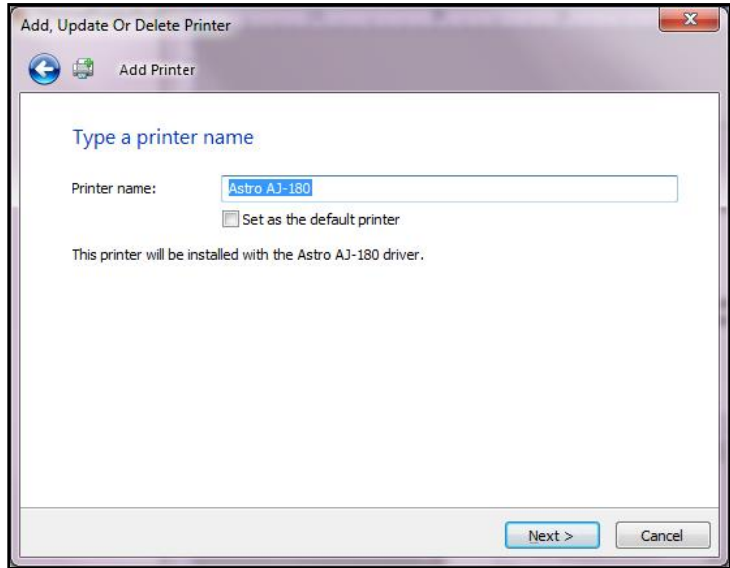 Add, Update Or Delete Printer
Add Printer
Type a printer name
Printer name: Astro AJ-180
Set as the default printer
This printer will be installed with the Astro AJ-180 driver.
Next > Cancel